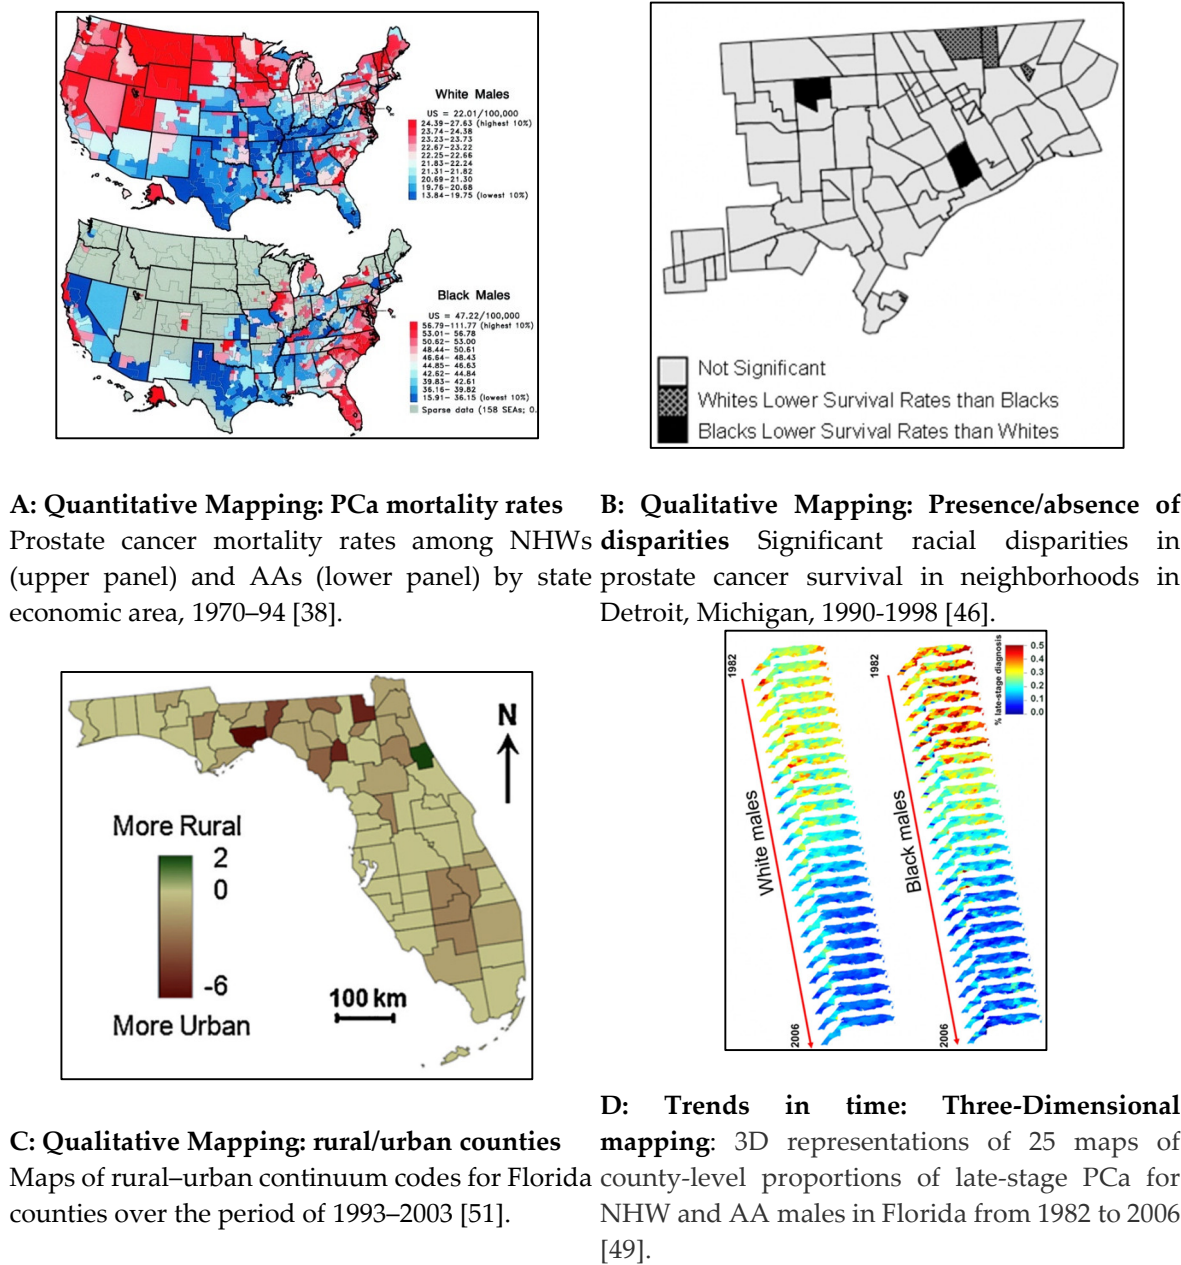 White Males
US = 22.01/100,000
24.39-27.63 (highest 10%)
23.74-24.38
23.23-23.73
22.67-23.22
22.25-22.66
21.83-22.24
21.31-21.82
20.69-21.30
19.76-20.68
13.84-19.75 (lowest 10%)
Black Males
US = 47.22/100,000
56.79-111.77 (highest 10%)
53.01- 56.78
50.62- 53.00
48.44- 50.61
46.64- 48.43
44.85- 46.63
42.62- 44.84
39.83- 42.61
36.16- 39.82
15.91- 36.15 (lowest 10%)
Sparse data (158 SEAs; 0.
Not Significant
Whites Lower Survival Rates than Blacks
Blacks Lower Survival Rates than Whites
A: Quantitative Mapping: PCa mortality rates
Prostate cancer mortality rates among NHWs
(upper panel) and AAs (lower panel) by state
economic area, 1970–94 [38].
B: Qualitative Mapping: Presence/absence of
disparities Significant racial disparities in
prostate cancer survival in neighborhoods in
Detroit, Michigan, 1990-1998 [46].
N
More Rural
2
0
-6
More Urban
100 km
1982
White males
2006
1982
Black males
2006
% late-stage diagnosis
0.5
0.4
0.3
0.2
0.1
0.0
C: Qualitative Mapping: rural/urban counties
Maps of rural–urban continuum codes for Florida
counties over the period of 1993–2003 [51].
D: Trends in time: Three-Dimensional
mapping: 3D representations of 25 maps of
county-level proportions of late-stage PCa for
NHW and AA males in Florida from 1982 to 2006
[49].